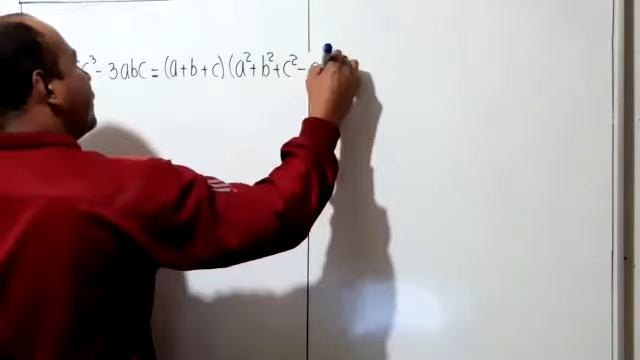 c³ - 3abc = (a+b+c) (a²+b²+c² -